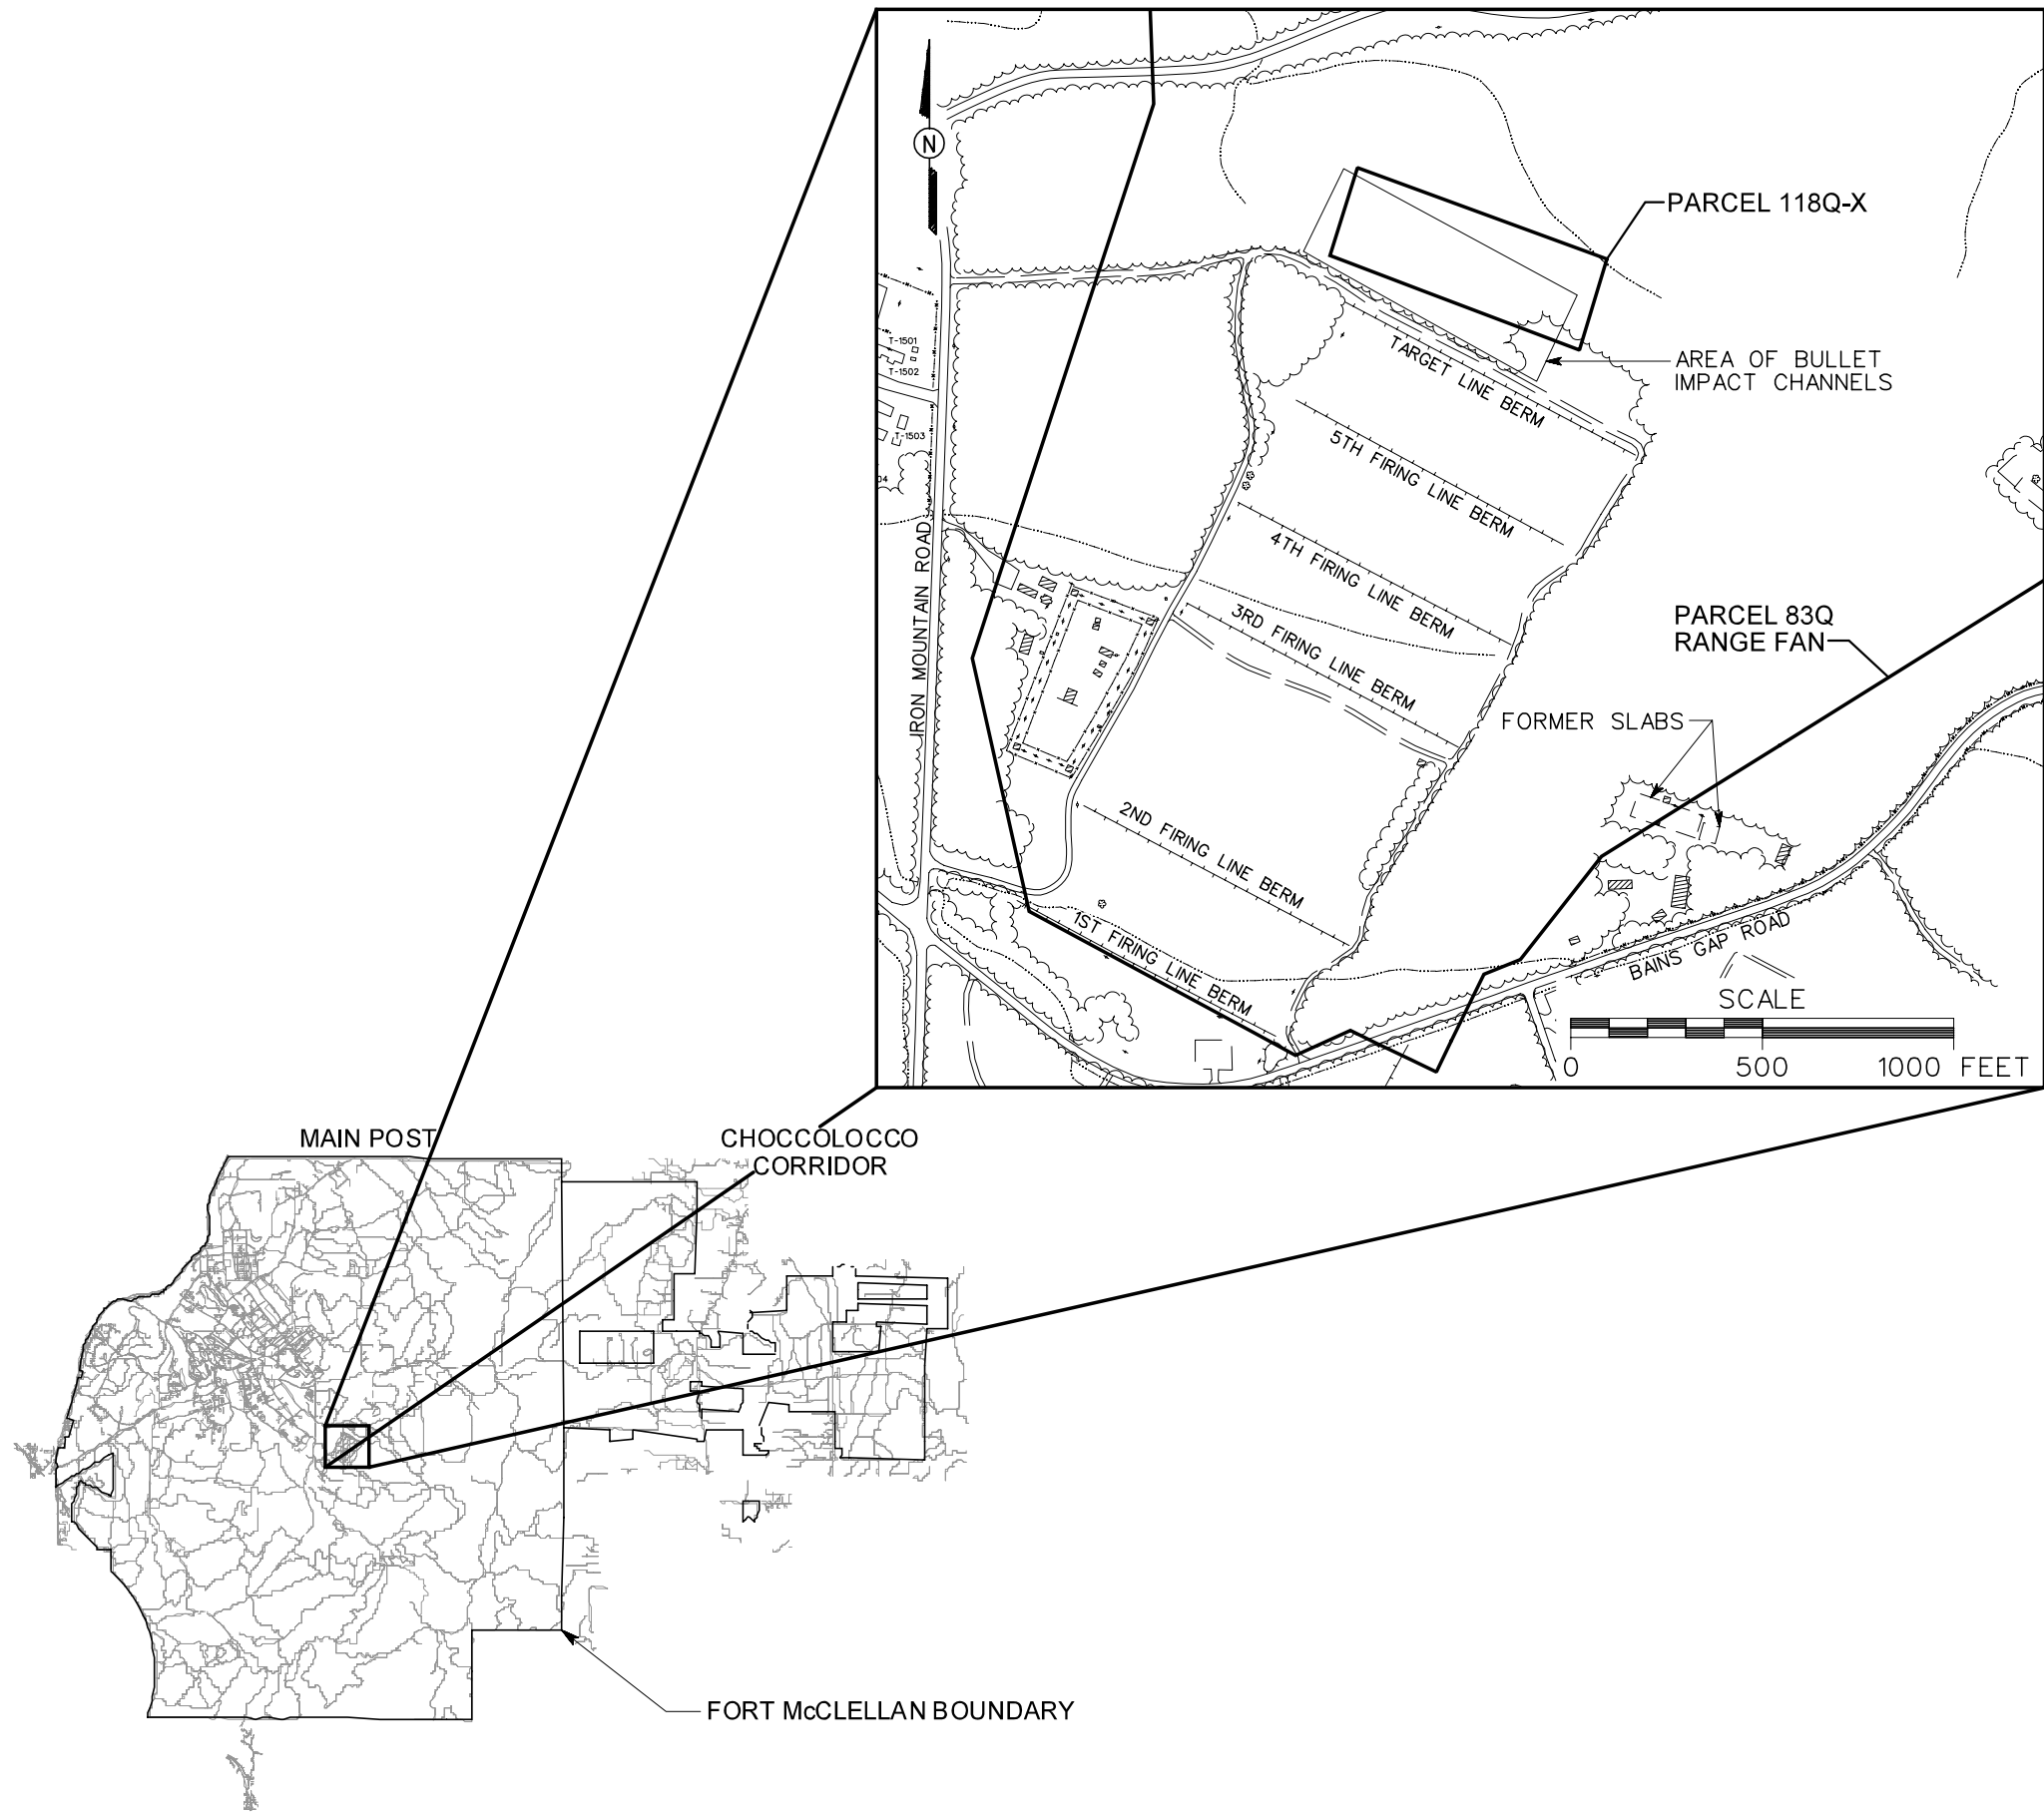 N
PARCEL 118Q-X
T-1501
T-1502
TARGET LINE BERM
AREA OF BULLET
IMPACT CHANNELS
T-1503
5TH FIRING LINE BERM
04
4TH FIRING LINE BERM
IRON MOUNTAIN ROAD
3RD FIRING LINE BERM
PARCEL 83Q
RANGE FAN
FORMER SLABS
2ND FIRING LINE BERM
1ST FIRING LINE BERM
BAINS GAP ROAD
SCALE
0 500 1000 FEET
MAIN POST
CHOCCOLOCCO
CORRIDOR
FORT McCLELLAN BOUNDARY